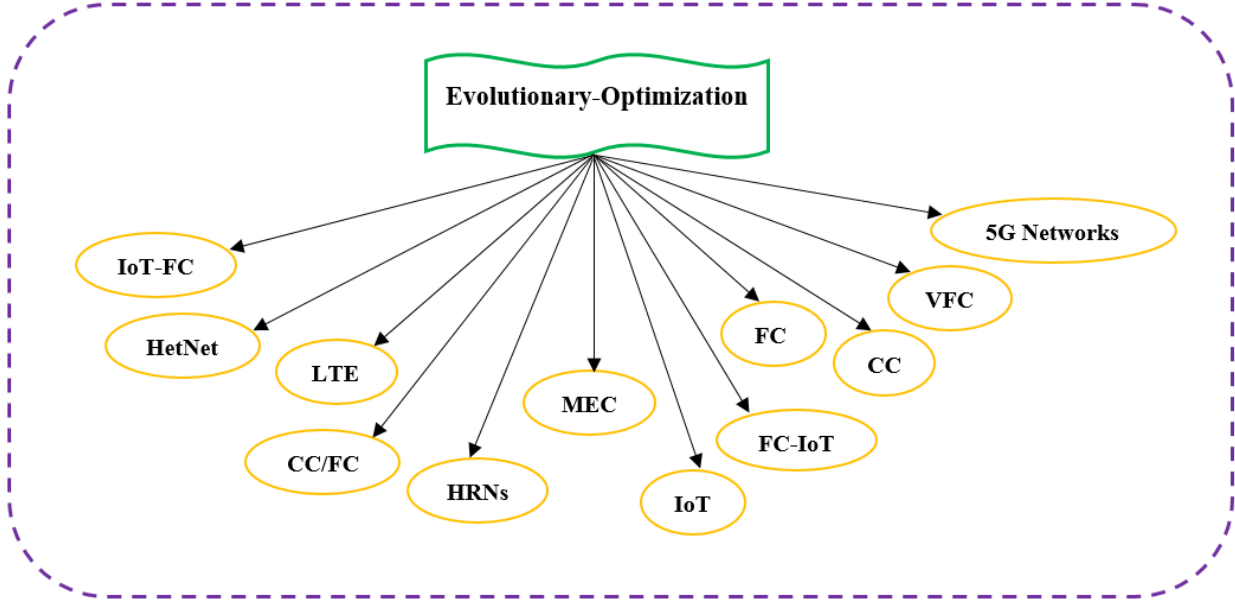 Evolutionary-Optimization
5G Networks
IoT-FC
VFC
FC
HetNet
CC
LTE
MEC
FC-IoT
CC/FC
HRNs
IoT